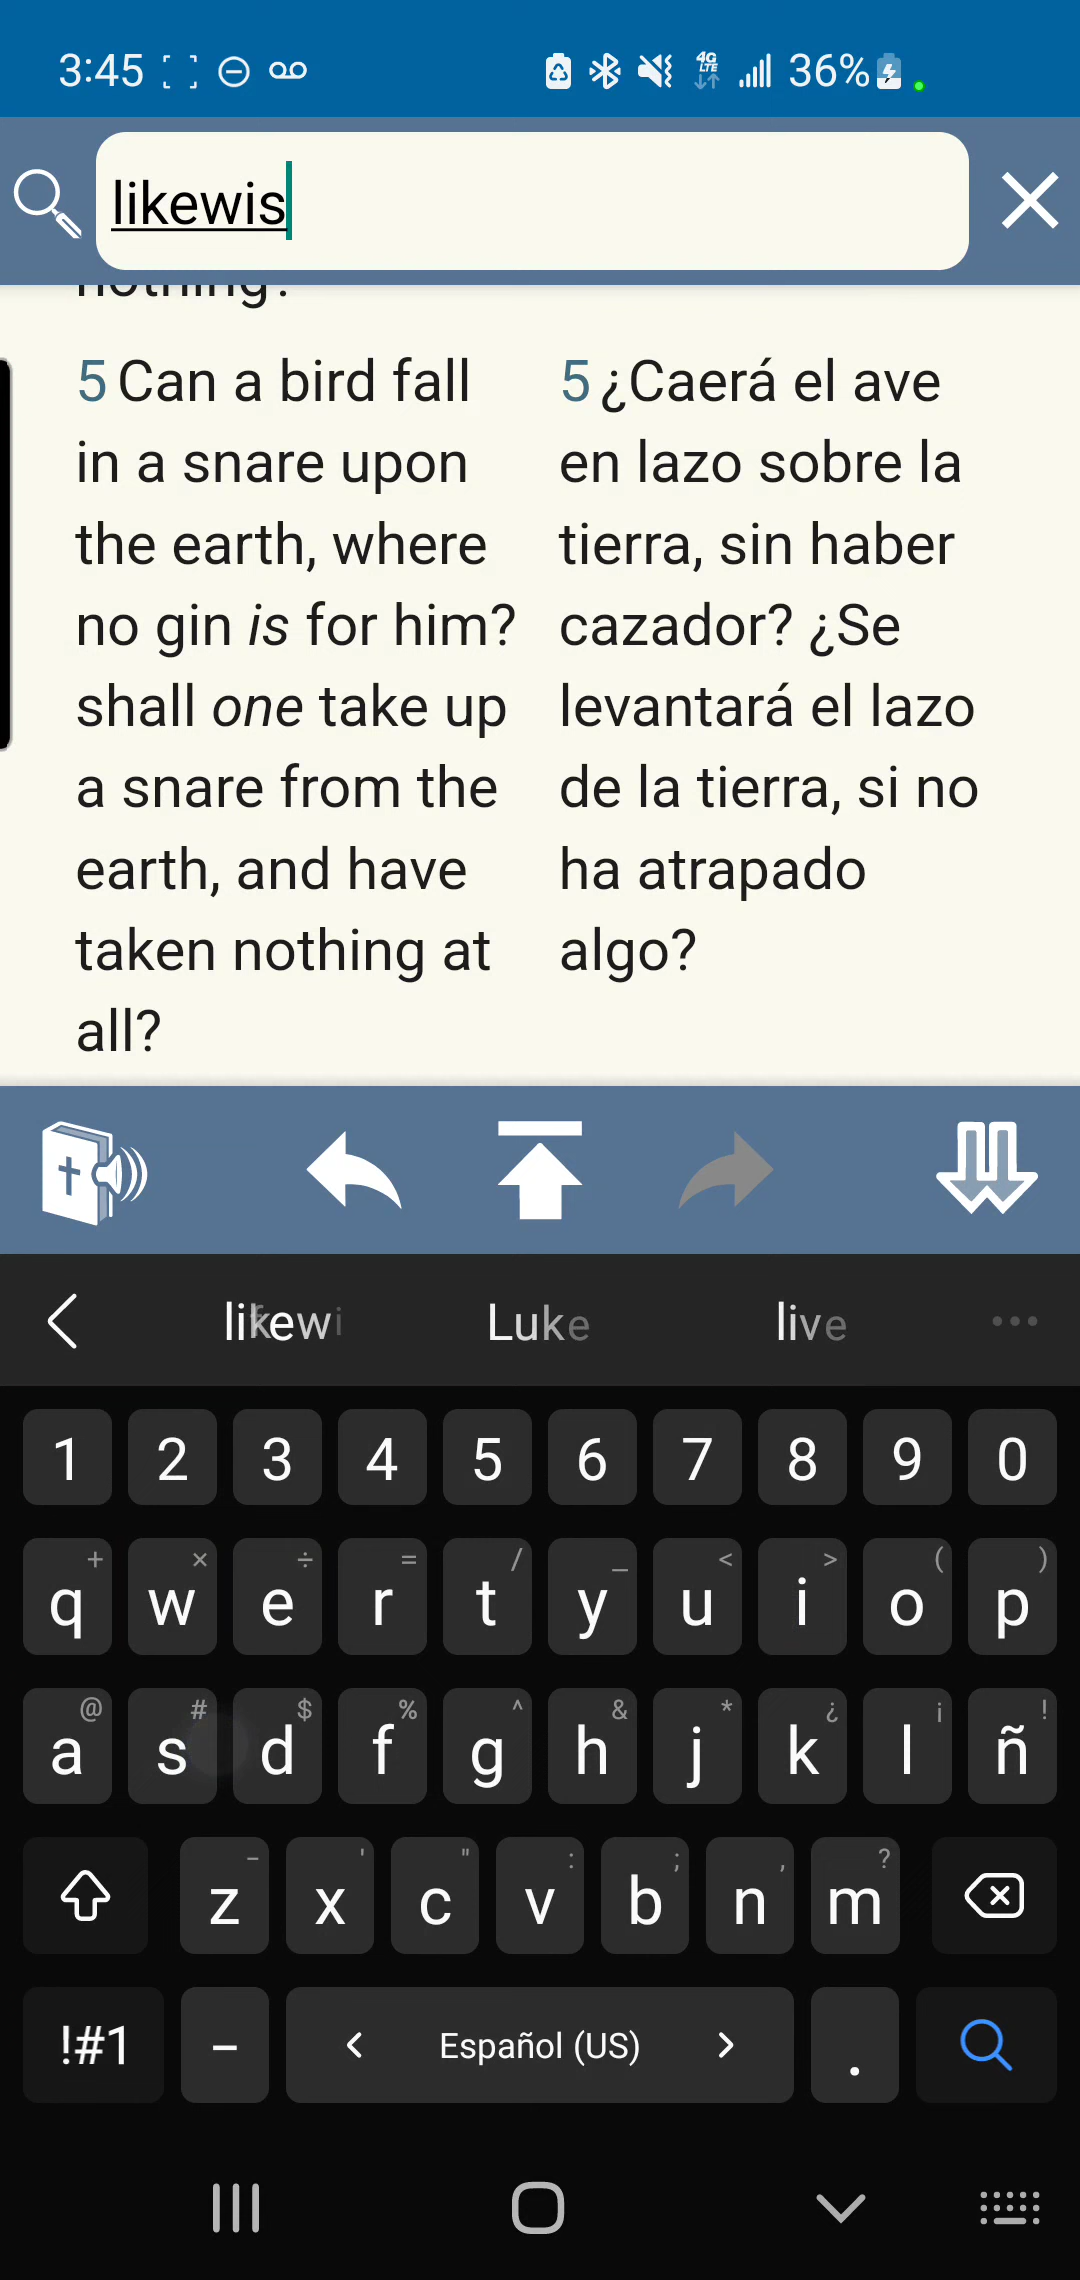 3:45
4G LTE 36%
likewis
nothing?
5 Can a bird fall
in a snare upon
the earth, where
no gin is for him?
shall one take up
a snare from the
earth, and have
taken nothing at
all?
5 ¿Caerá el ave
en lazo sobre la
tierra, sin haber
cazador? ¿Se
levantará el lazo
de la tierra, si no
ha atrapado
algo?
likewi Luke live ...
1 2 3 4 5 6 7 8 9 0
+ × ÷ = / _ < > ( )
q w e r t y u i o p
@ # $ % ^ & * ¿ ¡ !
a s d f g h j k l ñ
- ' " : ; , ?
z x c v b n m
!#1 - < Español (US) > .